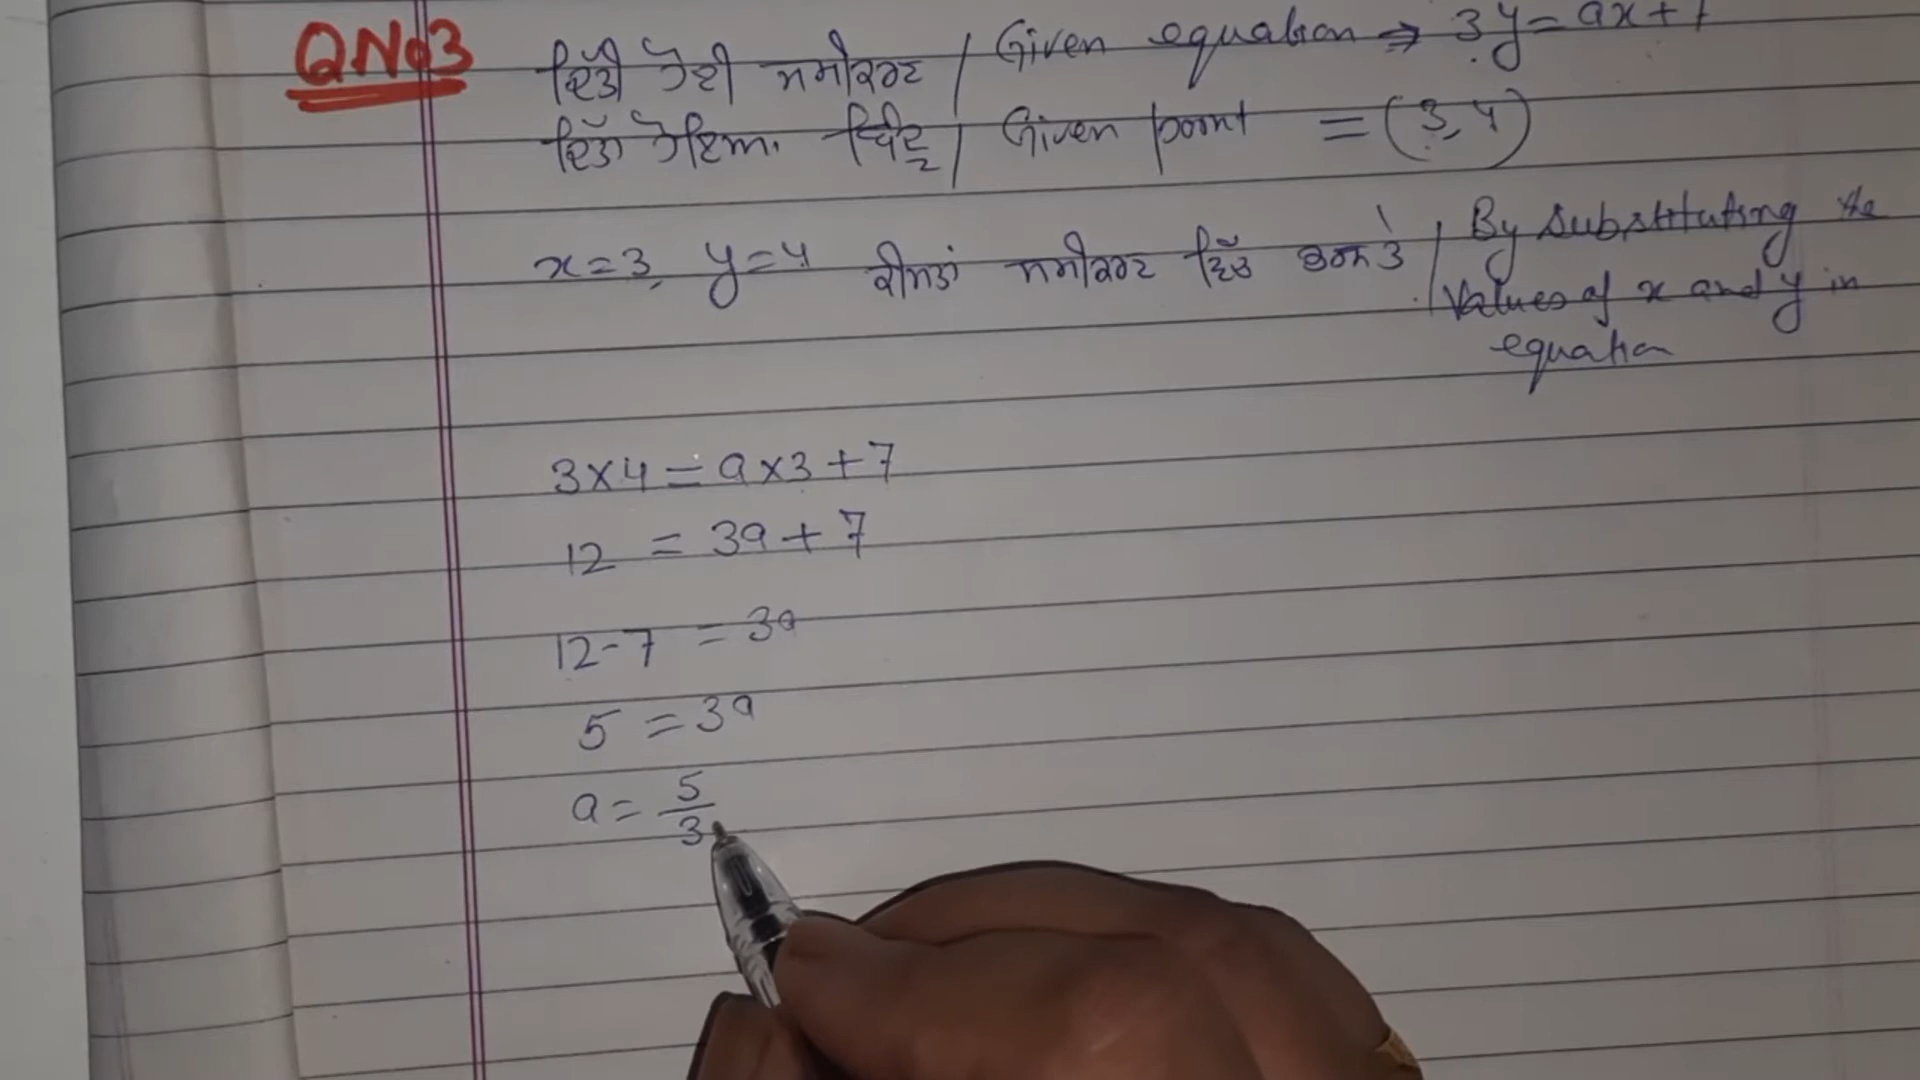 QNo3
ਦਿੱਤੀ ਹੋਈ ਸਮੀਕਰਣ / Given equation ⇒ 3y = ax + 7
ਦਿੱਤਾ ਹੋਇਆ ਬਿੰਦੂ / Given point = (3, 4)
x = 3, y = 4 ਕੀਮਤਾਂ ਸਮੀਕਰਣ ਵਿੱਚ ਭਰਨ ਤੇ / By Substituting the
Values of x and y in
equation
3 × 4 = a × 3 + 7
12 = 3a + 7
12 - 7 = 3a
5 = 3a
a = 5/3